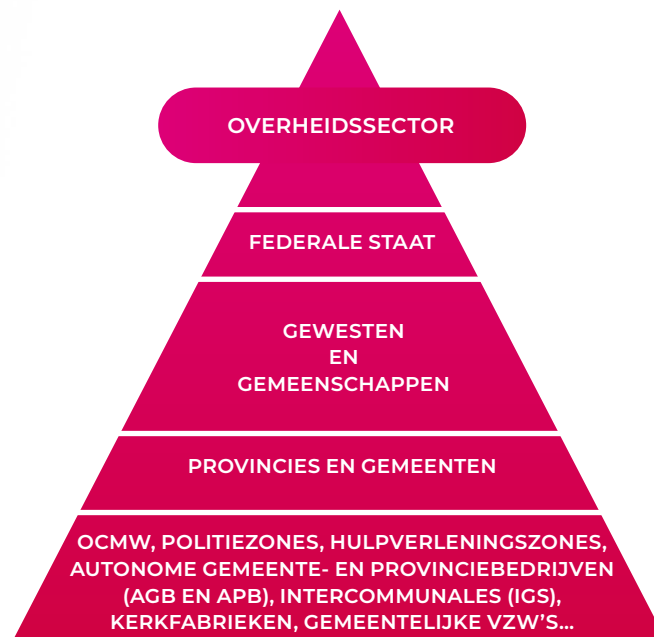 OVERHEIDSSECTOR
FEDERALE STAAT
GEWESTEN
EN
GEMEENSCHAPPEN
PROVINCIES EN GEMEENTEN
OCMW, POLITIEZONES, HULPVERLENINGSZONES,
AUTONOME GEMEENTE- EN PROVINCIEBEDRIJVEN
(AGB EN APB), INTERCOMMUNALES (IGS),
KERKFABRIEKEN, GEMEENTELIJKE VZW'S...